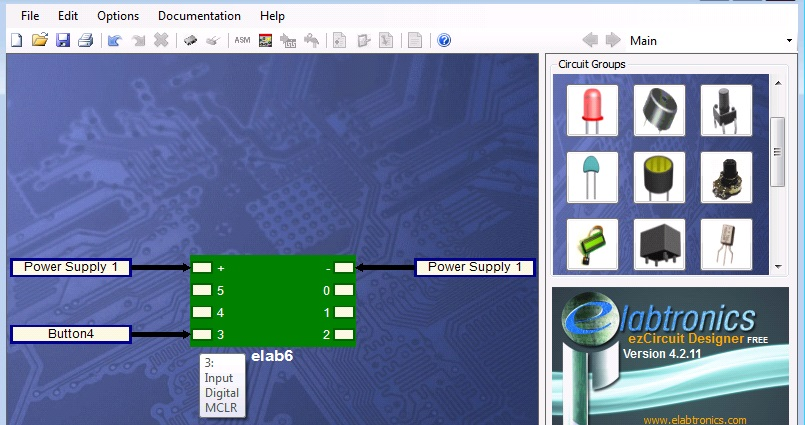 File Edit Options Documentation Help
ASM
Main
Circuit Groups
Power Supply 1
+
-
Power Supply 1
5
0
4
1
Button4
3
2
elab6
3:
Input
Digital
MCLR
elabtronics
ezCircuit Designer FREE
Version 4.2.11
www.elabtronics.com